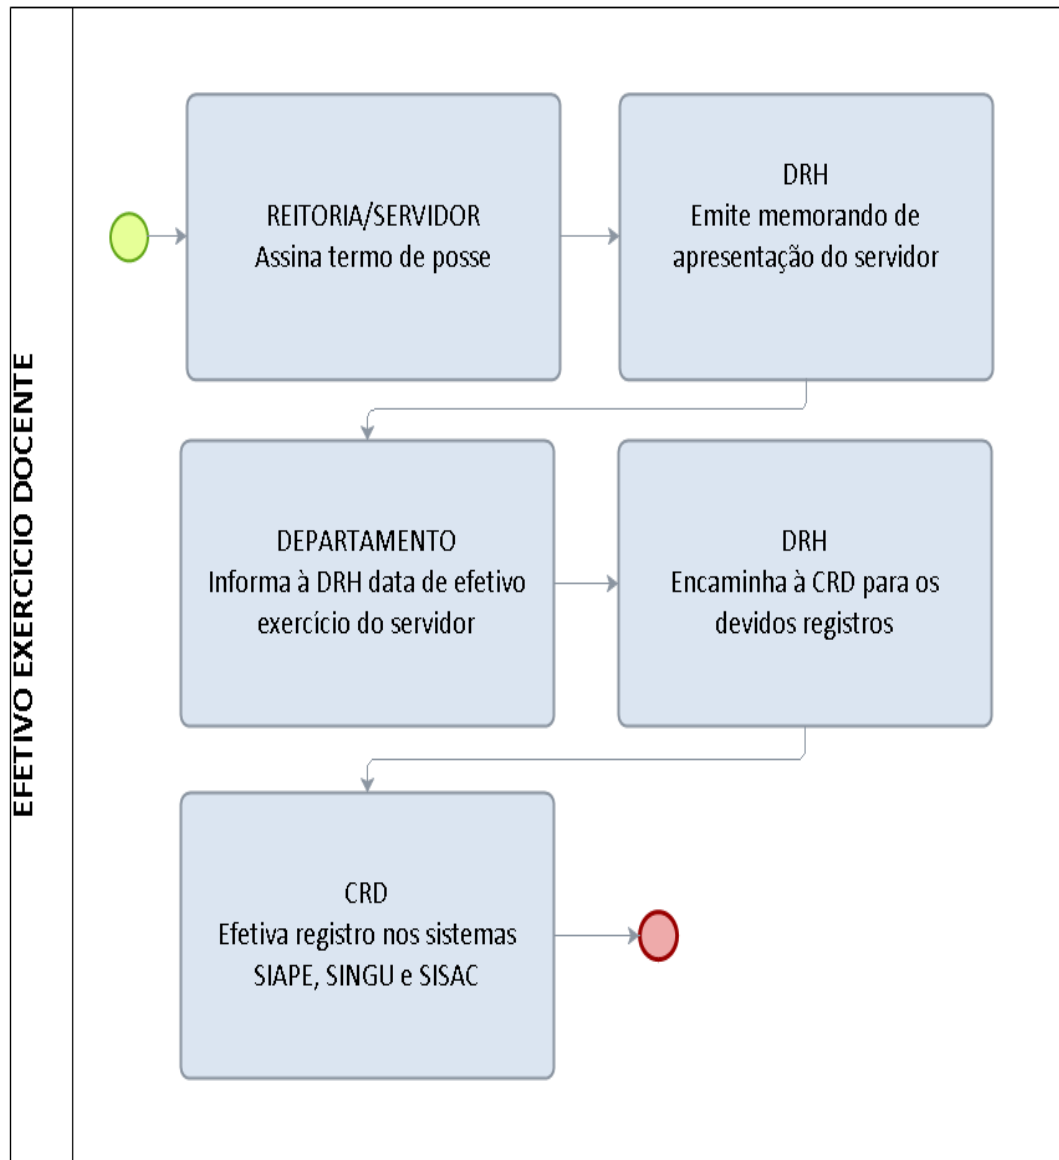 EFETIVO EXERCÍCIO DOCENTE
REITORIA/SERVIDOR
Assina termo de posse
DRH
Emite memorando de
apresentação do servidor
DEPARTAMENTO
Informa à DRH data de efetivo
exercício do servidor
DRH
Encaminha à CRD para os
devidos registros
CRD
Efetiva registro nos sistemas
SIAPE, SINGU e SISAC